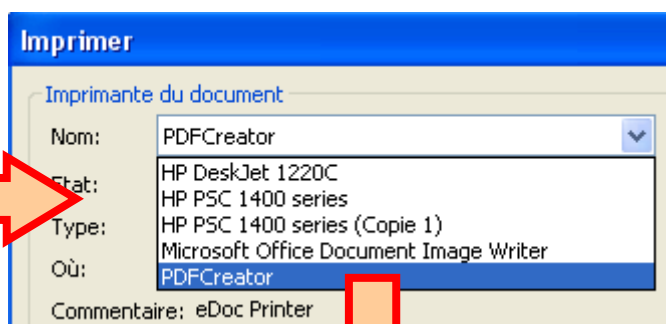 Imprimer
Imprimante du document
Nom: PDFCreator
HP DeskJet 1220C
Etat:
HP PSC 1400 series
HP PSC 1400 series (Copie 1)
Type:
Microsoft Office Document Image Writer
Où:
PDFCreator
Commentaire: eDoc Printer